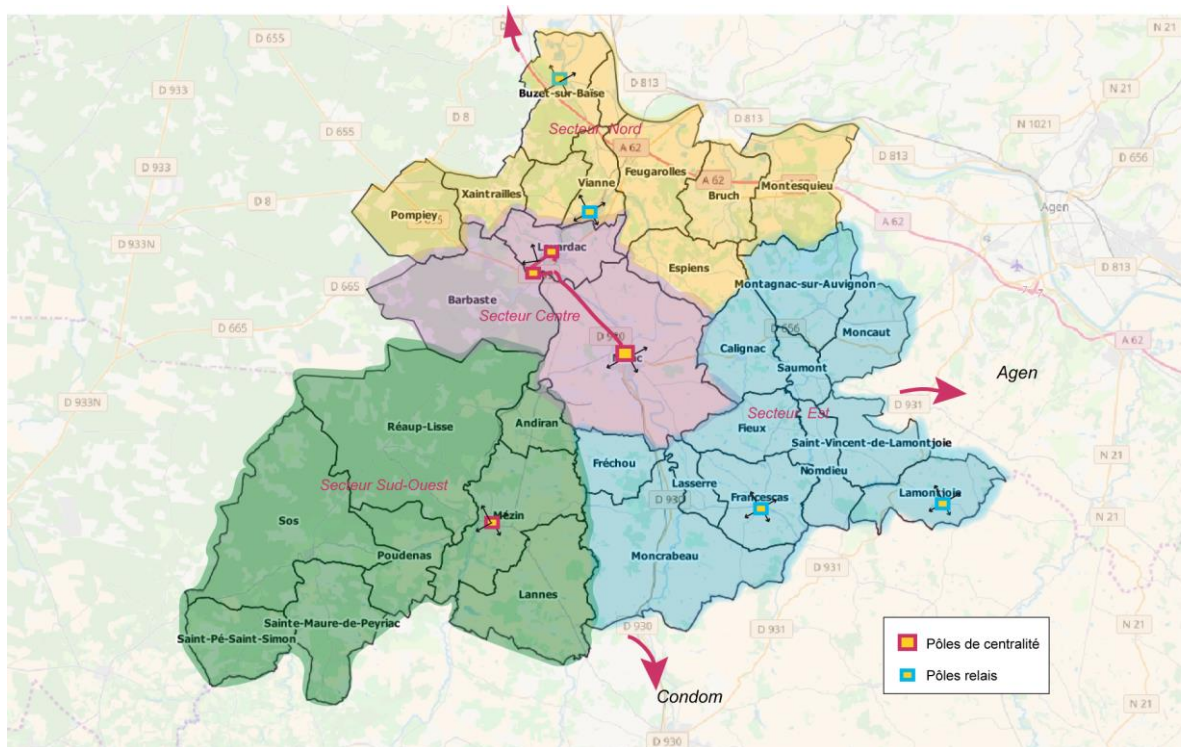 N 21
D 655
D 933
D 813
D 8
Buzet-sur-Baïse
D 813
N 1021
N 21
D 655
Secteur Nord
D 656
A 62
D 813
Feugarolles
Vianne
A 62
Xaintrailles
Bruch
Montesquieu
D 8
Pompiey
Agen
A 62
D 933N
Espiens
D 813
D 665
Montagnac-sur-Auvignon
Barbaste
Secteur Centre
D 665
D 656
Moncaut
Calignac
A 62
Saumont
Agen
D 933N
D 931
Secteur Est
Réaup-Lisse
Andiran
Fieux
Saint-Vincent-de-Lamontjoie
N 21
Fréchou
Nomdieu
Secteur Sud-Ouest
Lasserre
Lamontjoie
D 930
Francescas
Mézin
N 21
Sos
Poudenas
Moncrabeau
D 931
Lannes
Sainte-Maure-de-Peyriac
D 930
D 931
Saint-Pé-Saint-Simon
Pôles de centralité
Pôles relais
Condom
N 21
D 930